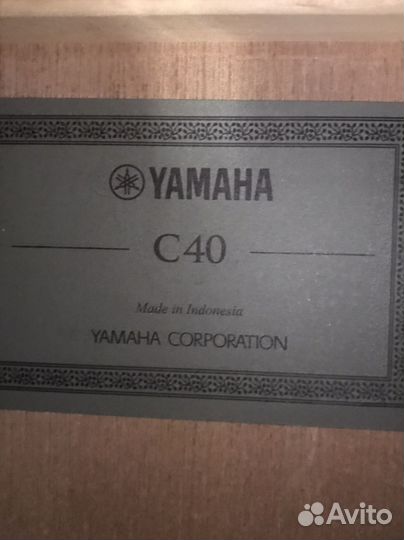 YAMAHA
C40
Made in Indonesia
YAMAHA CORPORATION
Avito